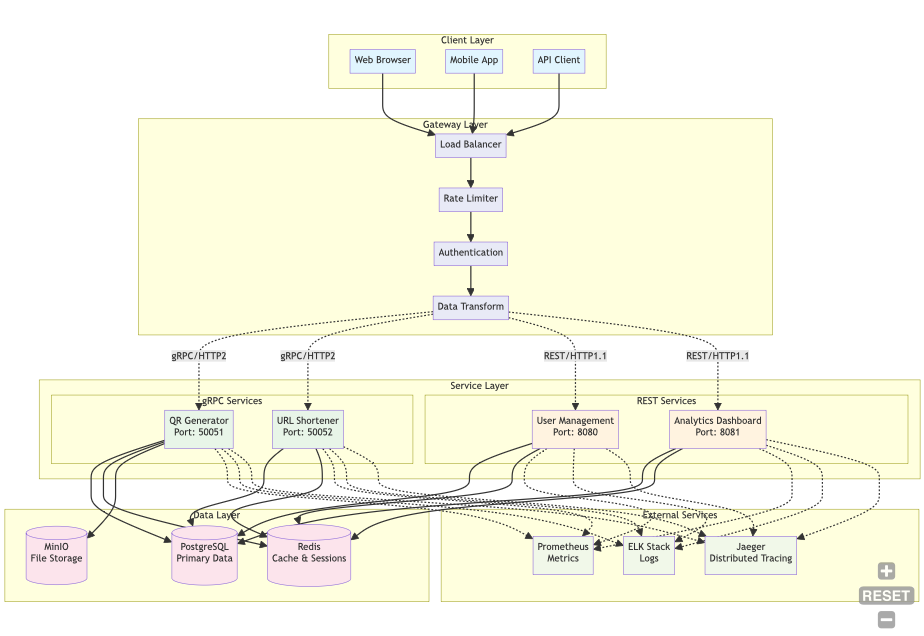 Client Layer
Web Browser
Mobile App
API Client
Gateway Layer
Load Balancer
Rate Limiter
Authentication
Data Transform
gRPC/HTTP2
gRPC/HTTP2
REST/HTTP1.1
REST/HTTP1.1
Service Layer
gRPC Services
REST Services
QR Generator
Port: 50051
URL Shortener
Port: 50052
User Management
Port: 8080
Analytics Dashboard
Port: 8081
Data Layer
External Services
MinIO
File Storage
PostgreSQL
Primary Data
Redis
Cache & Sessions
Prometheus
Metrics
ELK Stack
Logs
Jaeger
Distributed Tracing
RESET